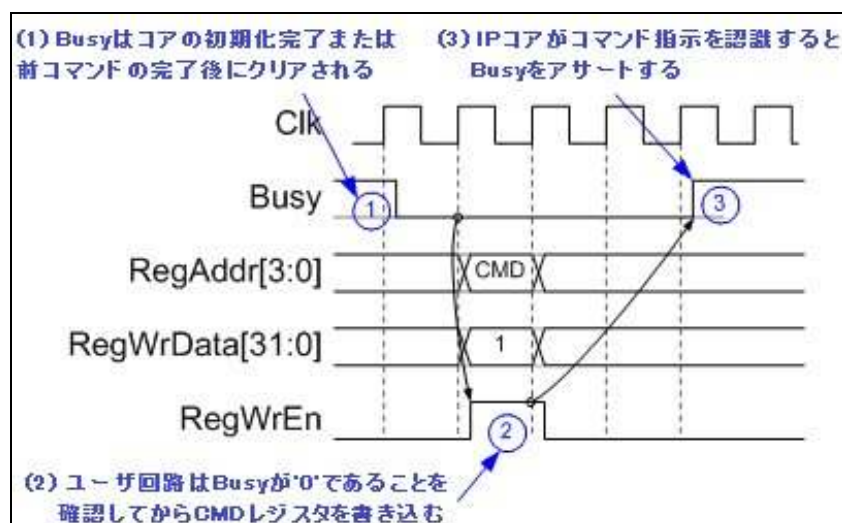 (1) Busyはコアの初期化完了または
前コマンドの完了後にクリアされる
(3) IPコアがコマンド指示を認識すると
Busyをアサートする
Clk
Busy
1
3
RegAddr[3:0]
CMD
RegWrData[31:0]
1
RegWrEn
2
(2) ユーザ回路はBusyが'0'であることを
確認してからCMDレジスタを書き込む